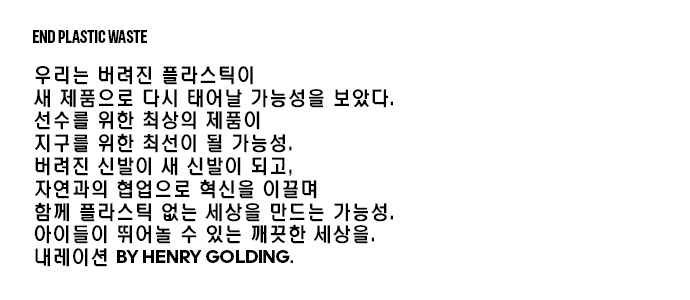 END PLASTIC WASTE
우리는 버려진 플라스틱이
새 제품으로 다시 태어날 가능성을 보았다.
선수를 위한 최상의 제품이
지구를 위한 최선이 될 가능성.
버려진 신발이 새 신발이 되고,
자연과의 협업으로 혁신을 이끌며
함께 플라스틱 없는 세상을 만드는 가능성.
아이들이 뛰어놀 수 있는 깨끗한 세상을.
내레이션 BY HENRY GOLDING.